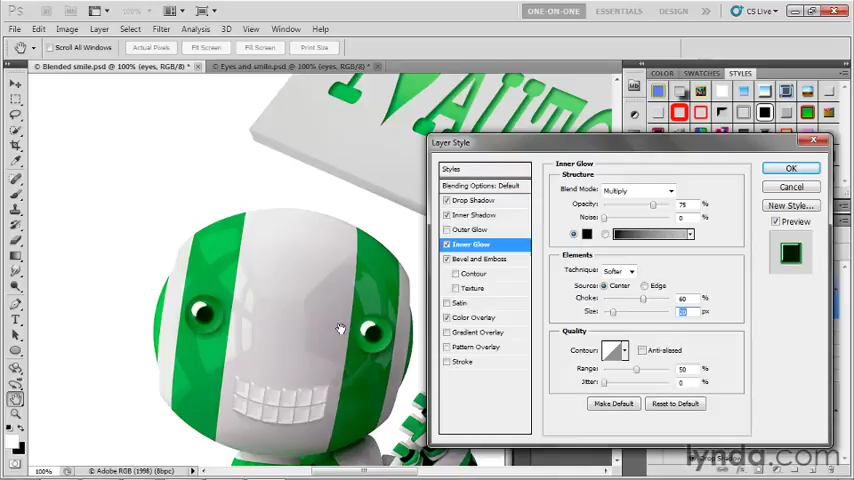 Ps
100%
ONE-ON-ONE
ESSENTIALS
DESIGN
CS Live
File Edit Image Layer Select Filter Analysis 3D View Window Help
Scroll All Windows
Actual Pixels
Fit Screen
Fill Screen
Print Size
Blended smile.psd @ 100% (eyes, RGB/8) *
Eyes and smile.psd @ 100% (RGB/8) *
COLOR
SWATCHES
STYLES
Mb
Layer Style
Styles
Blending Options: Default
Drop Shadow
Inner Shadow
Outer Glow
Inner Glow
Bevel and Emboss
Contour
Texture
Satin
Color Overlay
Gradient Overlay
Pattern Overlay
Stroke
Inner Glow
Structure
Blend Mode: Multiply
Opacity: 75 %
Noise: 0 %
Elements
Technique: Softer
Source: Center Edge
Choke: 60 %
Size: 20 px
Quality
Contour: Anti-aliased
Range: 50 %
Jitter: 0 %
Make Default
Reset to Default
OK
Cancel
New Style...
Preview
100%
Adobe RGB (1998) (8bpc)
Drop Shadow
lynda.com